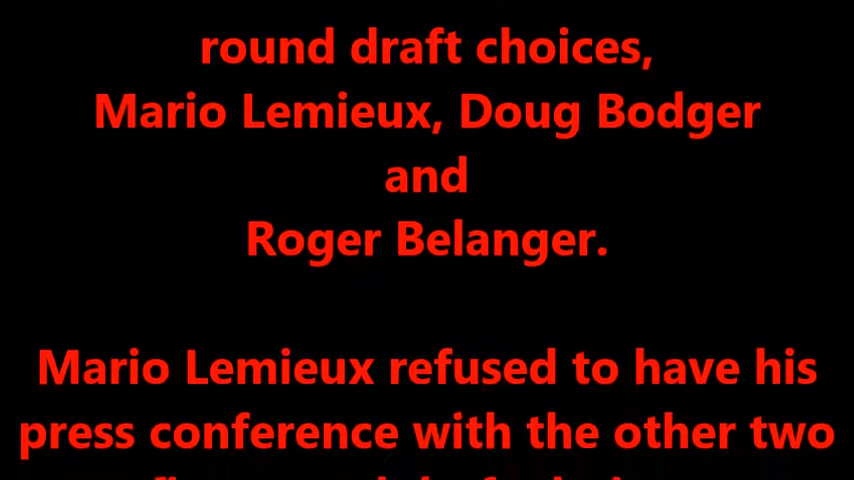 round draft choices,
Mario Lemieux, Doug Bodger
and
Roger Belanger.
Mario Lemieux refused to have his
press conference with the other two